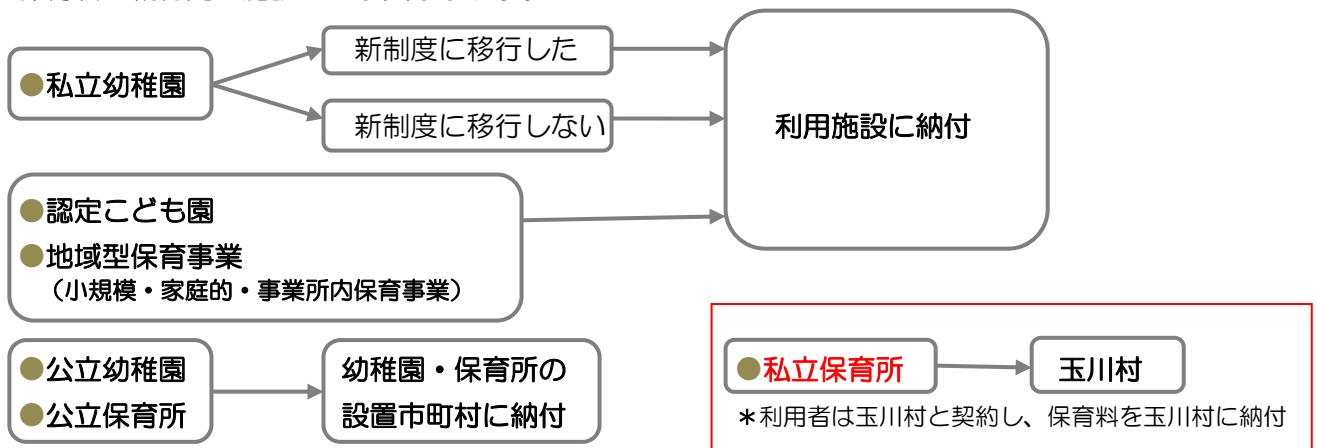 ●私立幼稚園
新制度に移行した
新制度に移行しない
利用施設に納付
●認定こども園
●地域型保育事業
（小規模・家庭的・事業所内保育事業）
●公立幼稚園
●公立保育所
幼稚園・保育所の
設置市町村に納付
●私立保育所
玉川村
＊利用者は玉川村と契約し、保育料を玉川村に納付